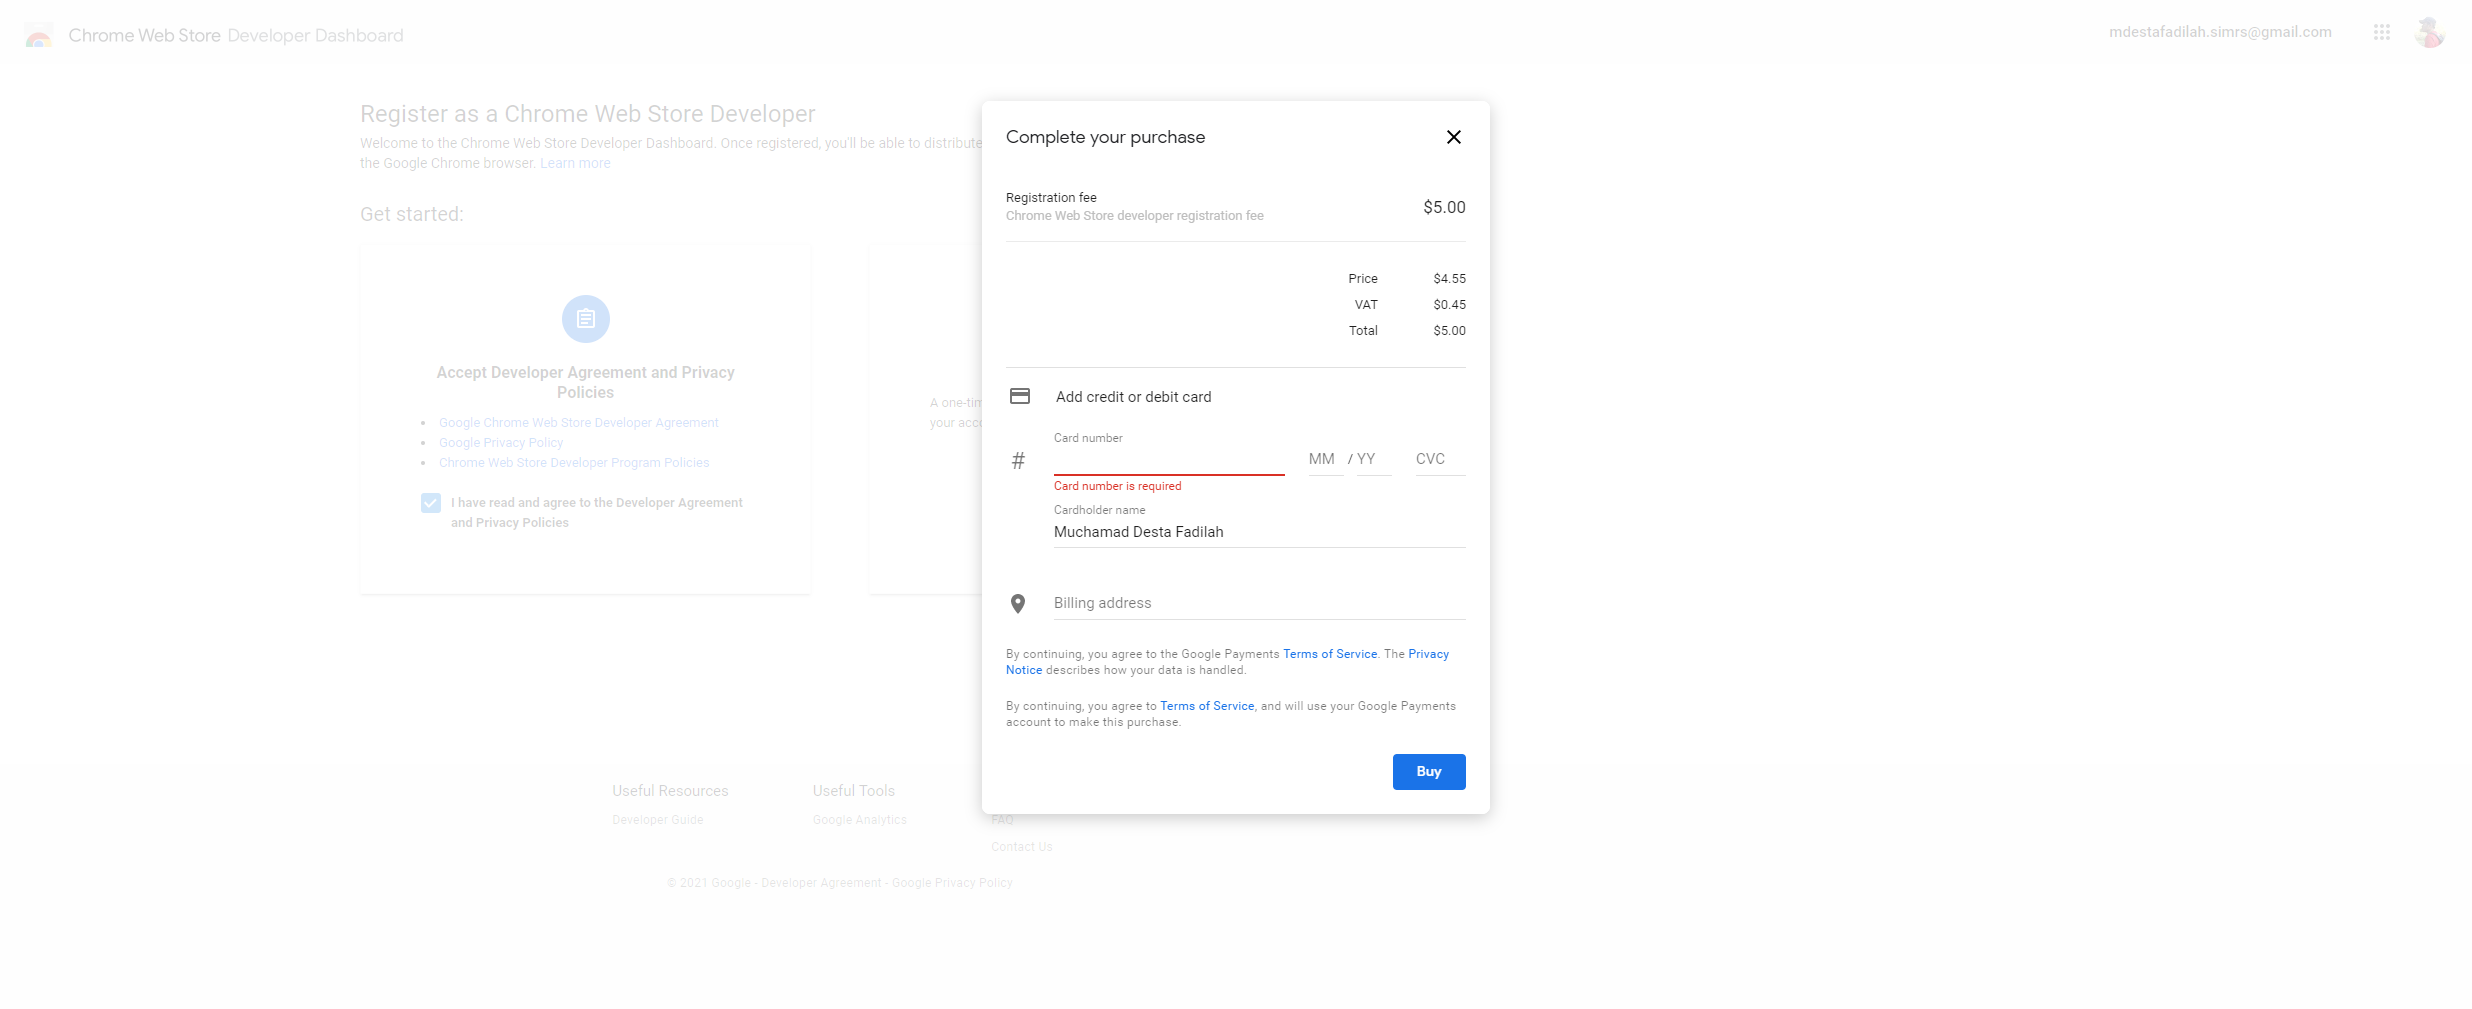 Chrome Web Store Developer Dashboard
mdestafadilah.simrs@gmail.com
Register as a Chrome Web Store Developer
Welcome to the Chrome Web Store Developer Dashboard. Once registered, you'll be able to distribute
the Google Chrome browser. Learn more
Get started:
Accept Developer Agreement and Privacy
Policies
• Google Chrome Web Store Developer Agreement
• Google Privacy Policy
• Chrome Web Store Developer Program Policies
I have read and agree to the Developer Agreement
and Privacy Policies
A one-tim
your acco
Complete your purchase
Registration fee
Chrome Web Store developer registration fee
$5.00
Price $4.55
VAT $0.45
Total $5.00
Add credit or debit card
Card number
# MM / YY CVC
Card number is required
Cardholder name
Muchamad Desta Fadilah
Billing address
By continuing, you agree to the Google Payments Terms of Service. The Privacy
Notice describes how your data is handled.
By continuing, you agree to Terms of Service, and will use your Google Payments
account to make this purchase.
Buy
Useful Resources
Developer Guide
Useful Tools
Google Analytics
FAQ
Contact Us
© 2021 Google - Developer Agreement - Google Privacy Policy